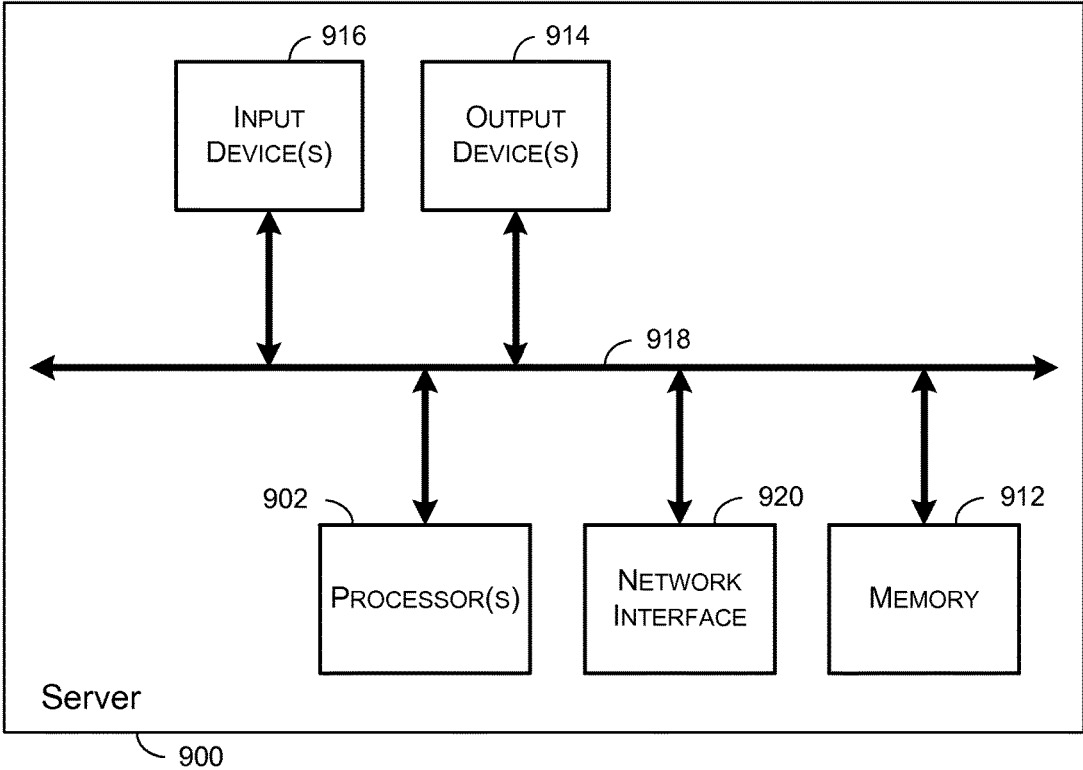 916
914
INPUT
DEVICE(S)
OUTPUT
DEVICE(S)
918
902
920
912
PROCESSOR(S)
NETWORK
INTERFACE
MEMORY
Server
900